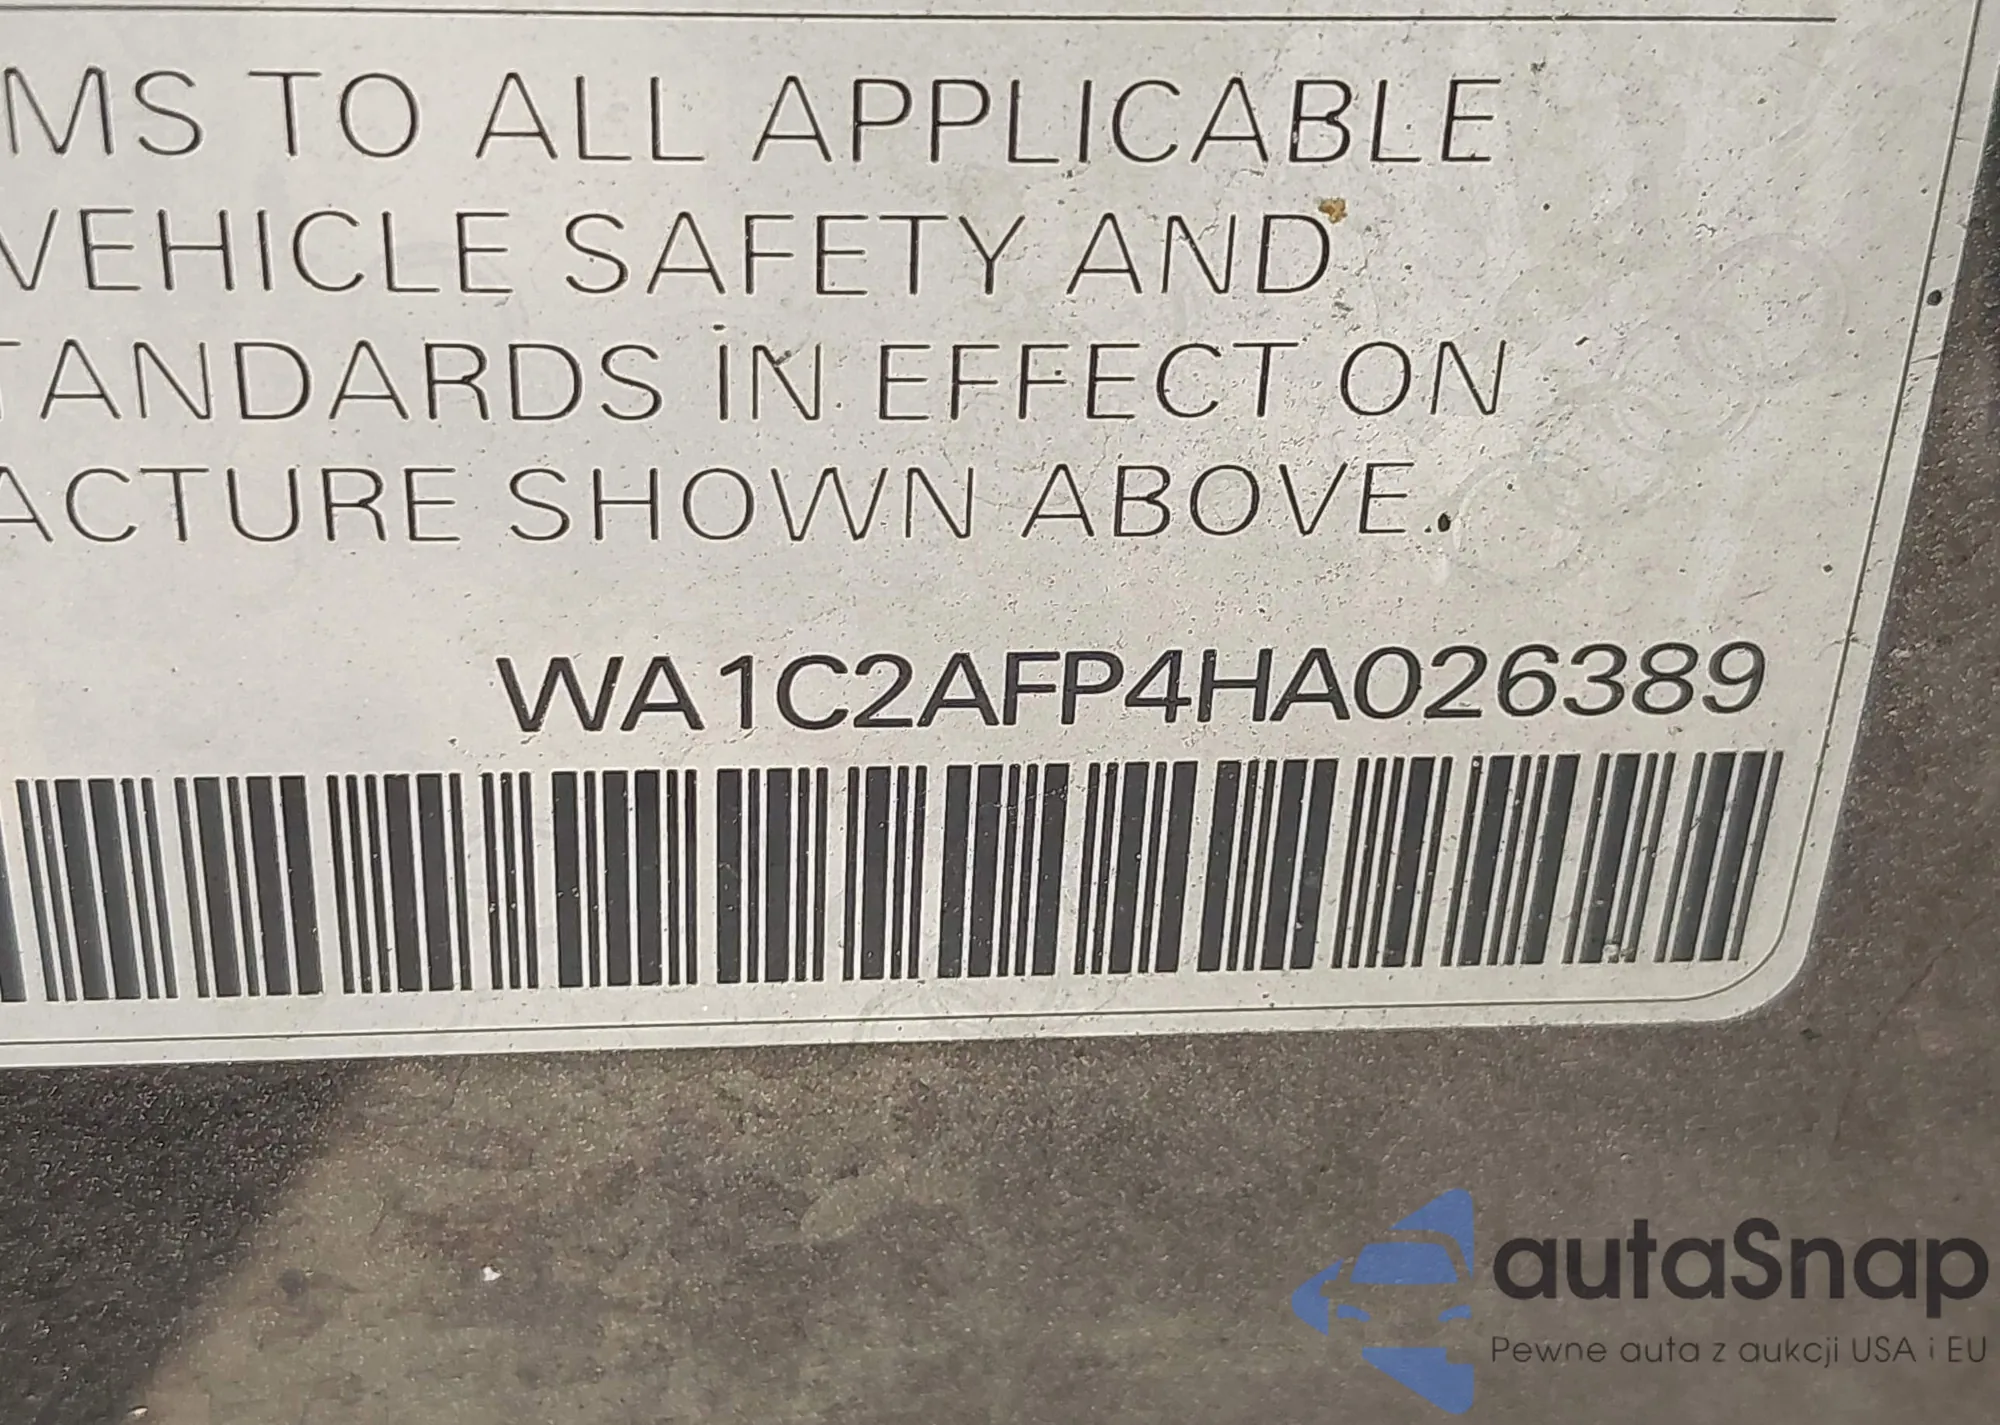 MS TO ALL APPLICABLE
VEHICLE SAFETY AND
TANDARDS IN EFFECT ON
ACTURE SHOWN ABOVE.
WA1C2AFP4HA026389
autaSnap
Pewne auta z aukcji USA i EU